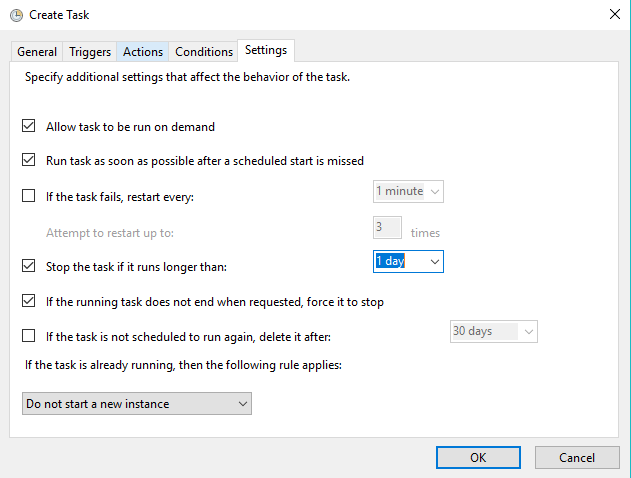 Create Task
General Triggers Actions Conditions Settings
Specify additional settings that affect the behavior of the task.
Allow task to be run on demand
Run task as soon as possible after a scheduled start is missed
If the task fails, restart every: 1 minute
Attempt to restart up to: 3 times
Stop the task if it runs longer than: 1 day
If the running task does not end when requested, force it to stop
If the task is not scheduled to run again, delete it after: 30 days
If the task is already running, then the following rule applies:
Do not start a new instance
OK Cancel